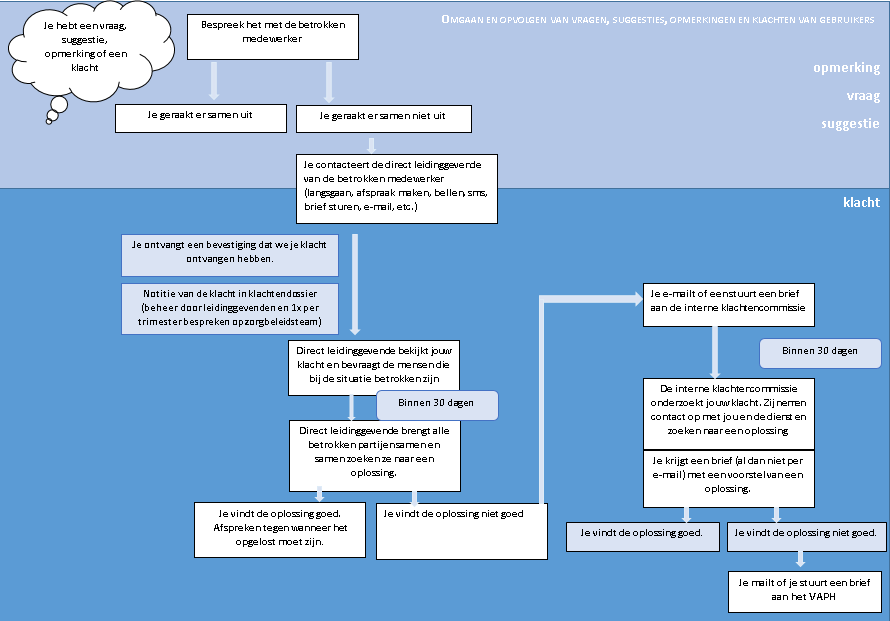 Je hebt een vraag,
suggestie,
opmerking of een
klacht
Bespreek het met de betrokken
medewerker
OMGAAN EN OPVOLGEN VAN VRAGEN, SUGGESTIES, OPMERKINGEN EN KLACHTEN VAN GEBRUIKERS
opmerking
vraag
suggestie
Je geraakt er samen uit
Je geraakt er samen niet uit
Je contacteert de direct leidinggevende
van de betrokken medewerker
(langsgaan, afspraak maken, bellen, sms,
brief sturen, e-mail, etc.)
klacht
Je ontvangt een bevestiging dat we je klacht
ontvangen hebben.
Notitie van de klacht in klachtendossier
(beheer door leidinggevenden en 1x per
trimester bespreken op zorgbeleidsteam)
Direct leidinggevende bekijkt jouw
klacht en bevraagt de mensen die
bij de situatie betrokken zijn
Binnen 30 dagen
Direct leidinggevende brengt alle
betrokken partijen samen en
samen zoeken ze naar een
oplossing.
Je vindt de oplossing goed.
Afspreken tegen wanneer het
opgelost moet zijn.
Je vindt de oplossing niet goed
Je e-mailt of een stuurt een brief
aan de interne klachtencommissie
Binnen 30 dagen
De interne klachtencommissie
onderzoekt jouw klacht. Zij nemen
contact op met jou en de dienst en
zoeken naar een oplossing
Je krijgt een brief (al dan niet per
e-mail) met een voorstel van een
oplossing.
Je vindt de oplossing goed.
Je vindt de oplossing niet goed.
Je mailt of je stuurt een brief
aan het VAPH